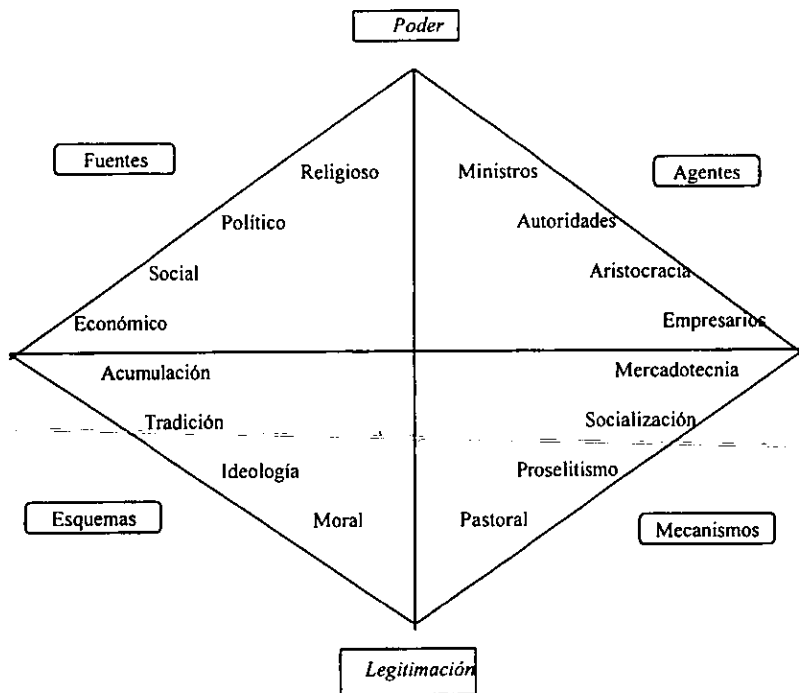 Poder
Fuentes
Agentes
Religioso
Ministros
Político
Autoridades
Social
Aristocracia
Económico
Empresarios
Acumulación
Mercadotecnia
Tradición
Socialización
Ideología
Proselitismo
Esquemas
Moral
Pastoral
Mecanismos
Legitimación